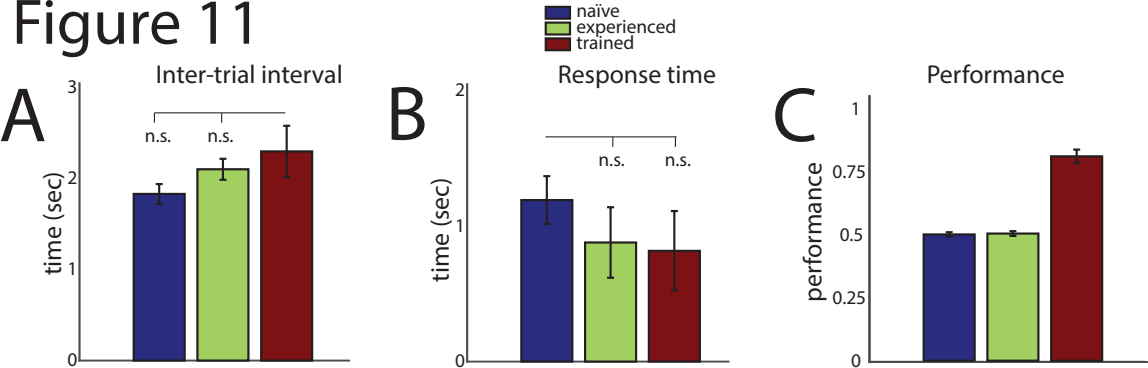 Figure 11
naïve
experienced
trained
A
Inter-trial interval
3
2
1
0
time (sec)
n.s.
n.s.
B
Response time
2
1
0
time (sec)
n.s.
n.s.
C
Performance
1
0.75
0.5
0.25
0
performance